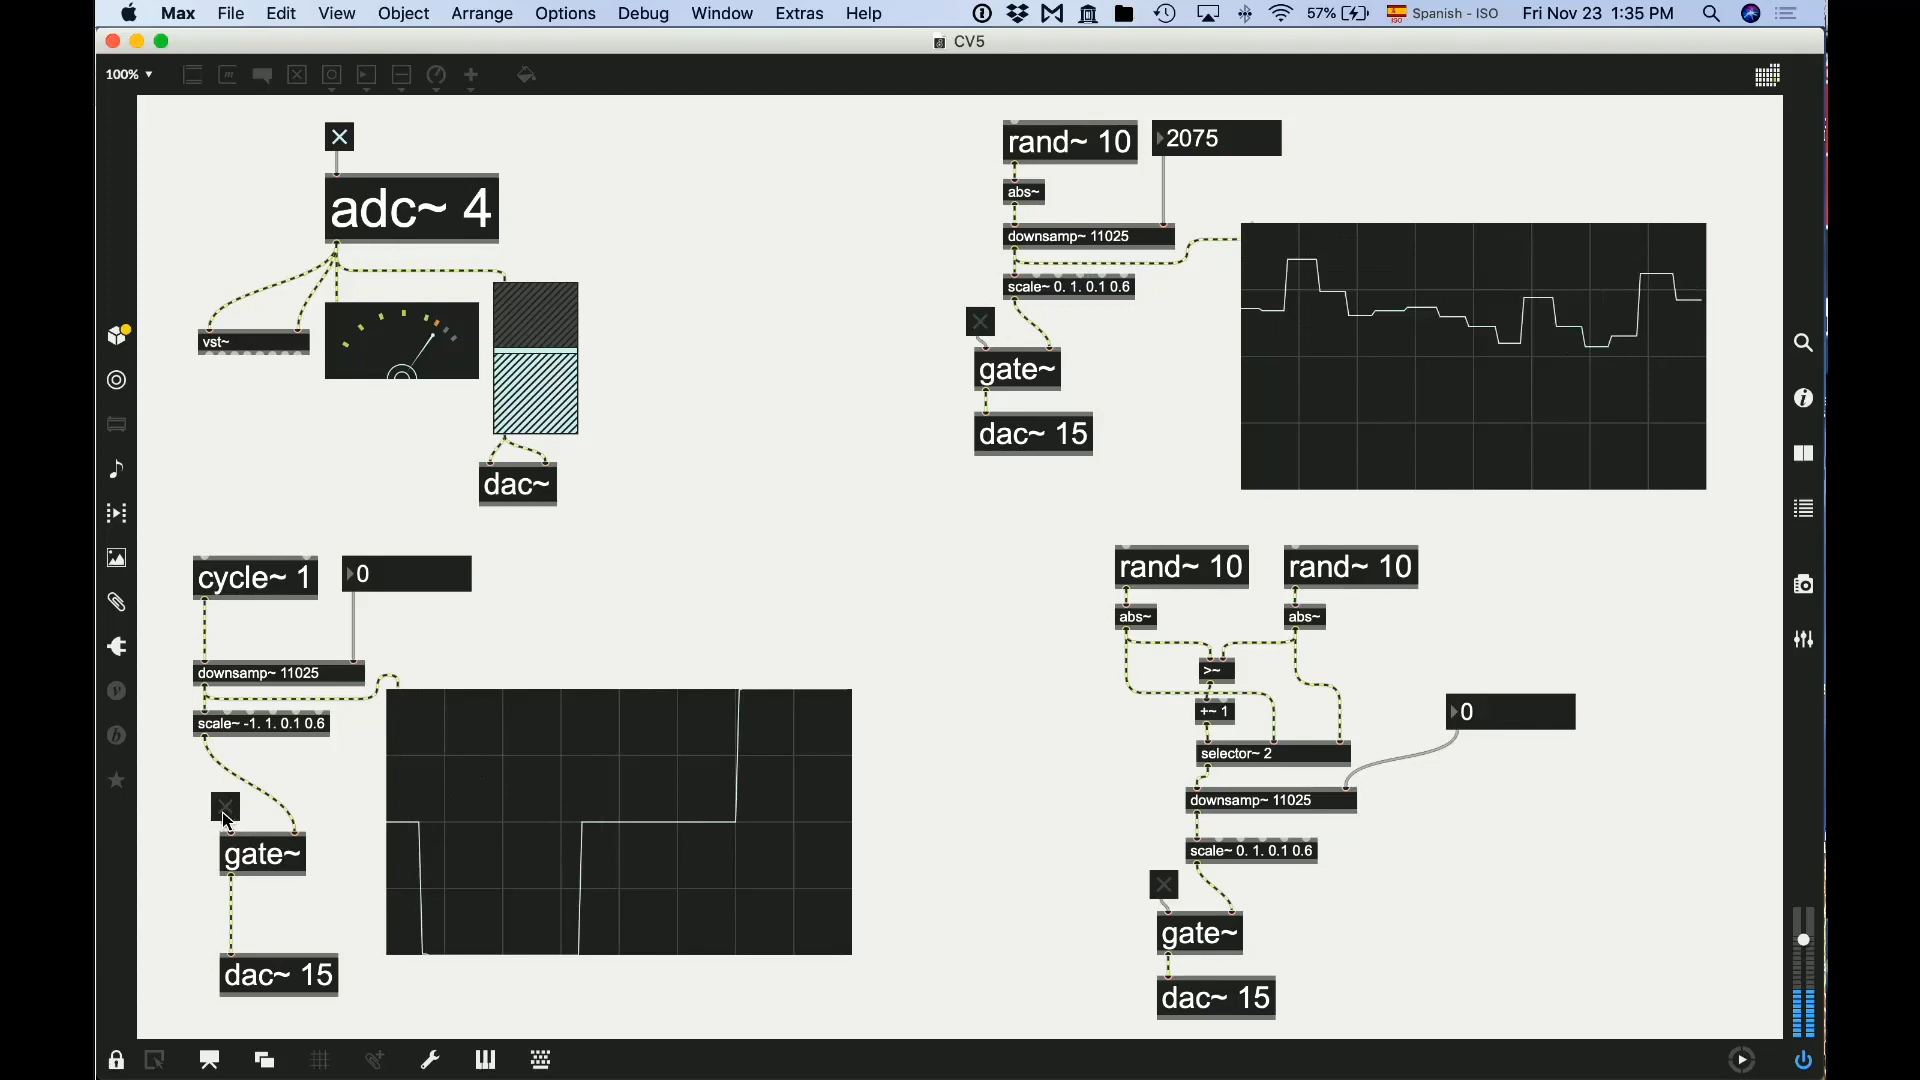 Max File Edit View Object Arrange Options Debug Window Extras Help 57% Spanish - ISO Fri Nov 23 1:35 PM
CV5
100%
adc~ 4
vst~
dac~
rand~ 10
2075
abs~
downsamp~ 11025
scale~ 0. 1. 0.1 0.6
gate~
dac~ 15
cycle~ 1
0
downsamp~ 11025
scale~ -1. 1. 0.1 0.6
gate~
dac~ 15
rand~ 10 rand~ 10
abs~ abs~
>~
+~ 1
0
selector~ 2
downsamp~ 11025
scale~ 0. 1. 0.1 0.6
gate~
dac~ 15